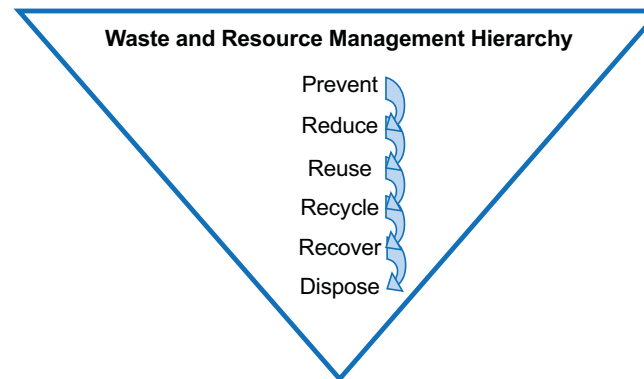 Waste and Resource Management Hierarchy
Prevent
Reduce
Reuse
Recycle
Recover
Dispose